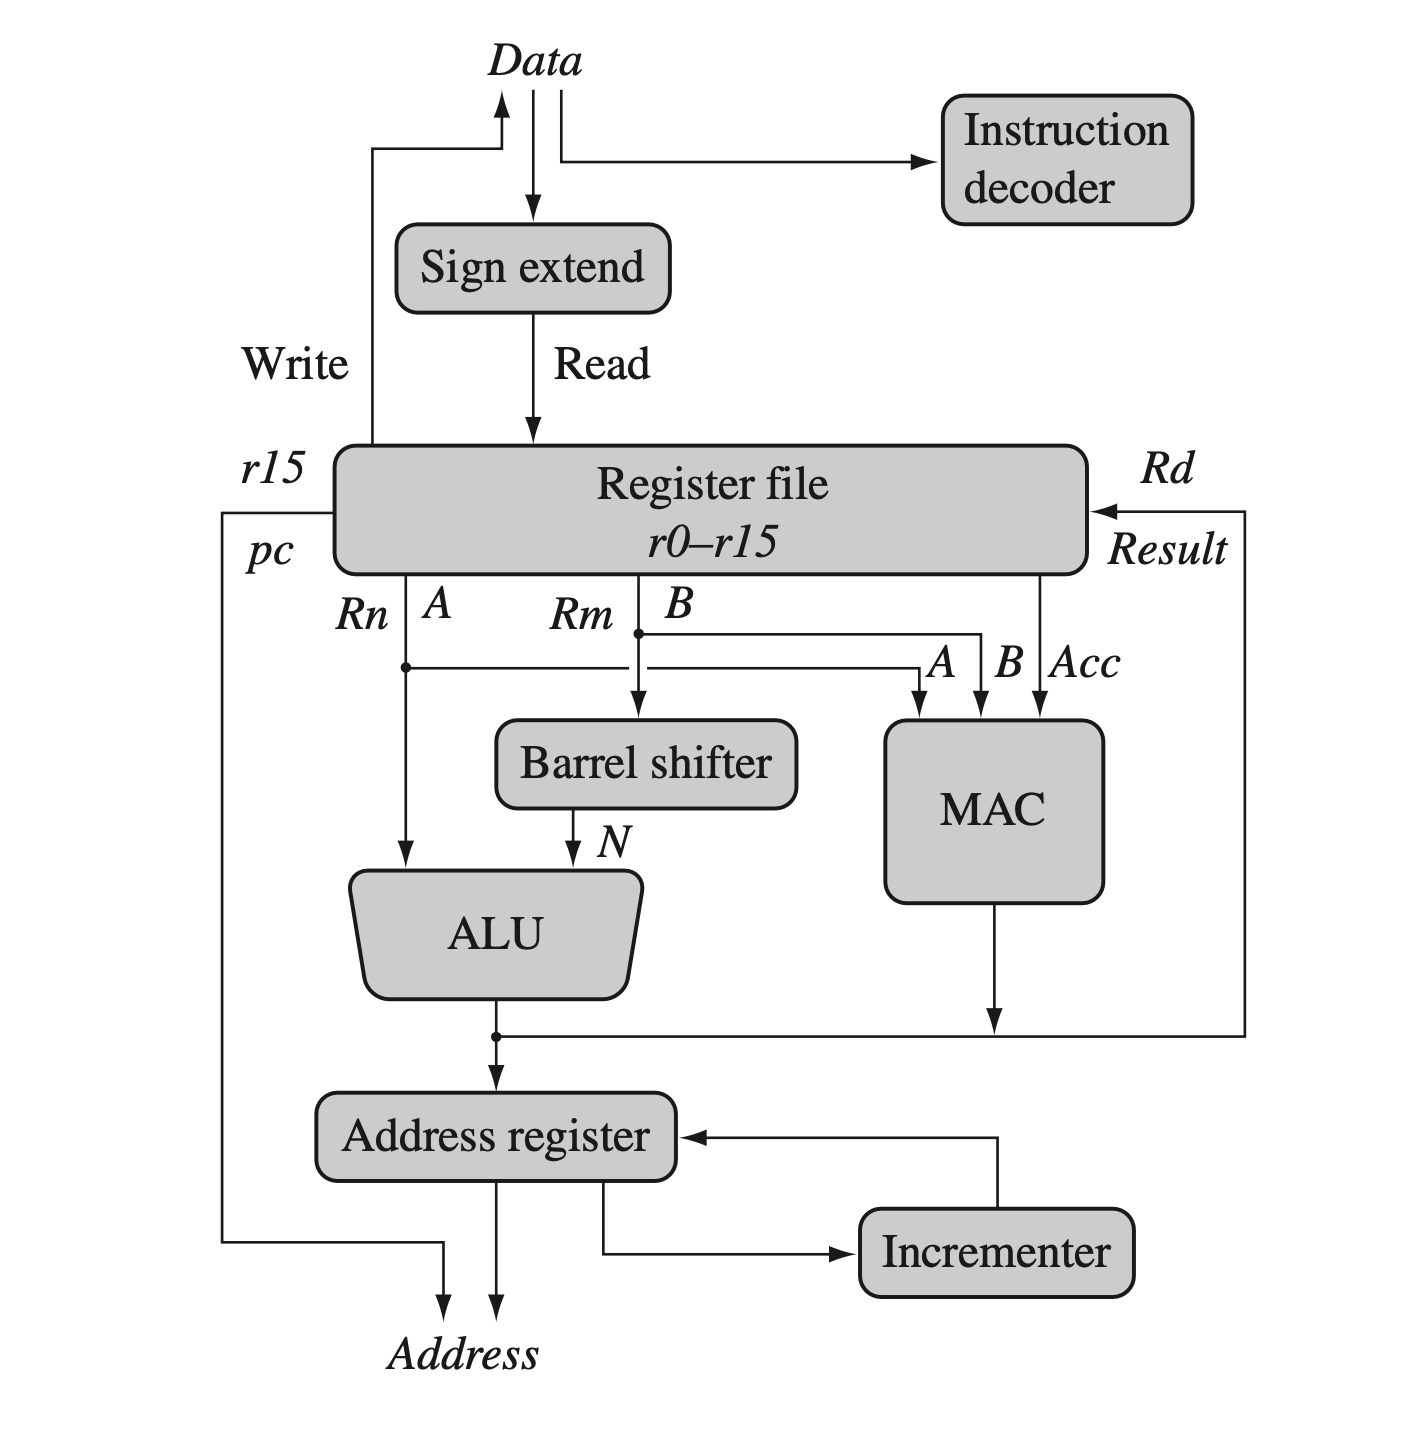 Data
Instruction
decoder
Sign extend
Write
Read
r15
Register file
Rd
pc
r0–r15
Result
Rn
A
Rm
B
A
B
Acc
Barrel shifter
MAC
N
ALU
Address register
Incrementer
Address